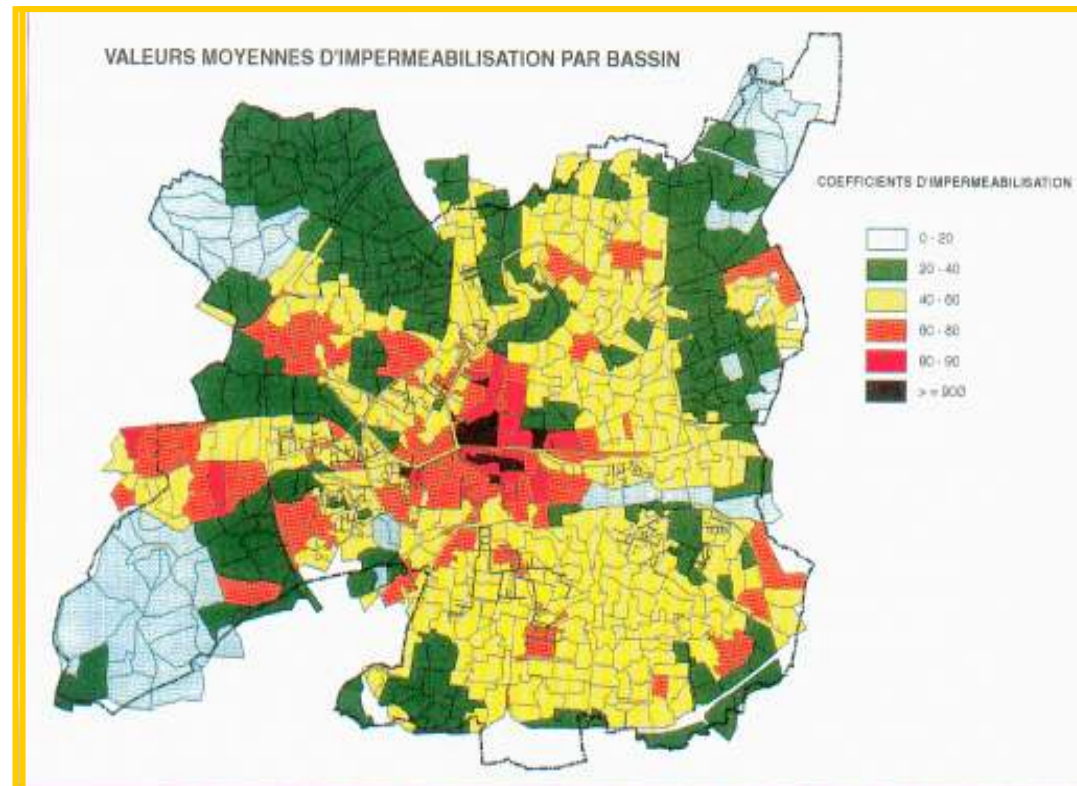 VALEURS MOYENNES D'IMPERMEABILISATION PAR BASSIN
COEFFICIENTS D'IMPERMEABILISATION
0 - 20
20 - 40
40 - 60
60 - 80
80 - 90
> = 900